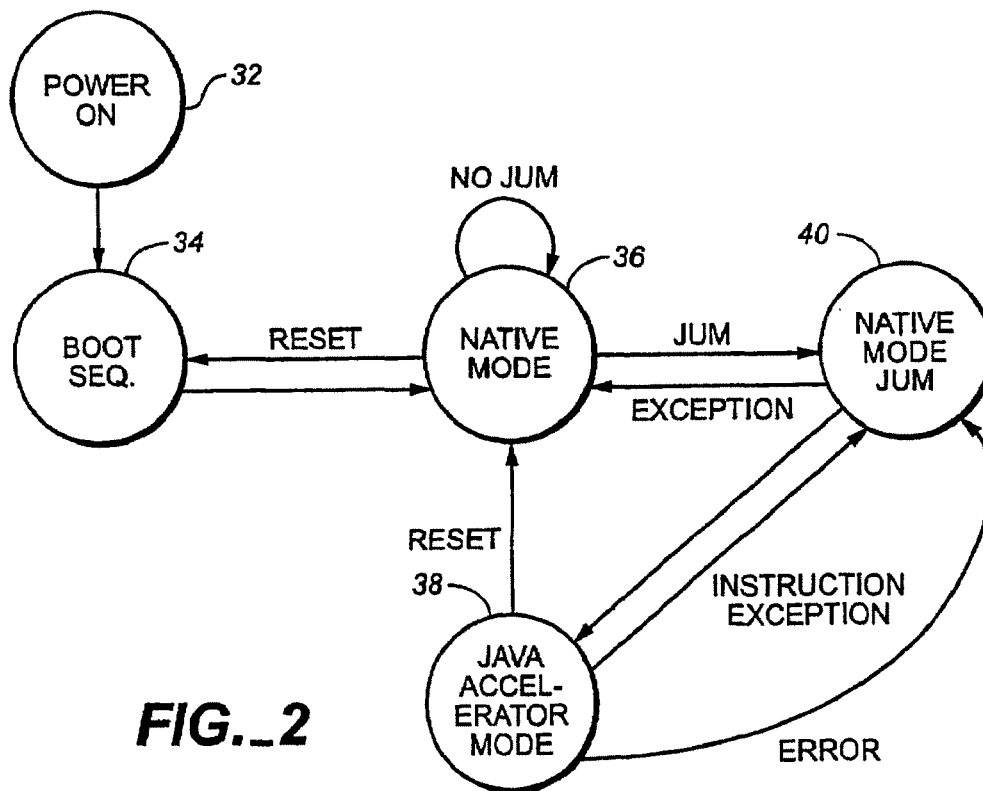 POWER
ON
32
NO JUM
34
36
40
BOOT
SEQ.
RESET
NATIVE
MODE
JUM
EXCEPTION
NATIVE
MODE
JUM
RESET
38
INSTRUCTION
EXCEPTION
JAVA
ACCEL-
ERATOR
MODE
ERROR
FIG._2